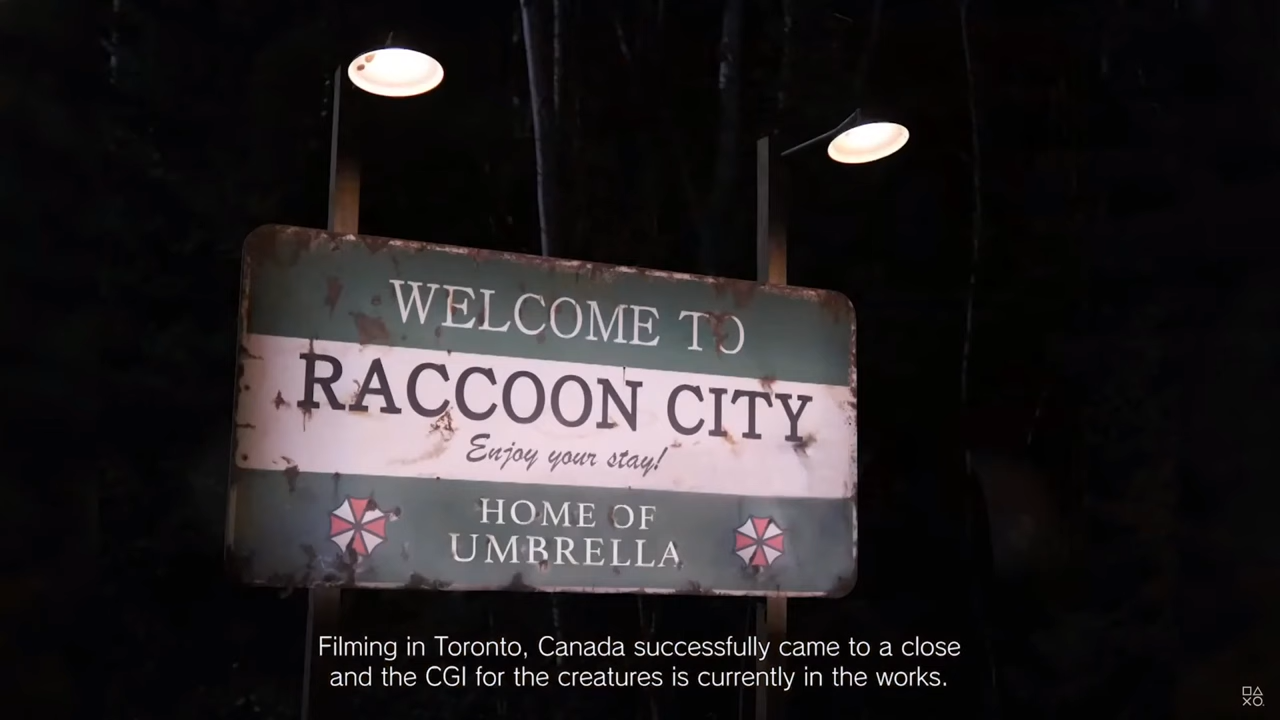 WELCOME TO
RACCOON CITY
Enjoy your stay!
HOME OF
UMBRELLA
Filming in Toronto, Canada successfully came to a close
and the CGI for the creatures is currently in the works.